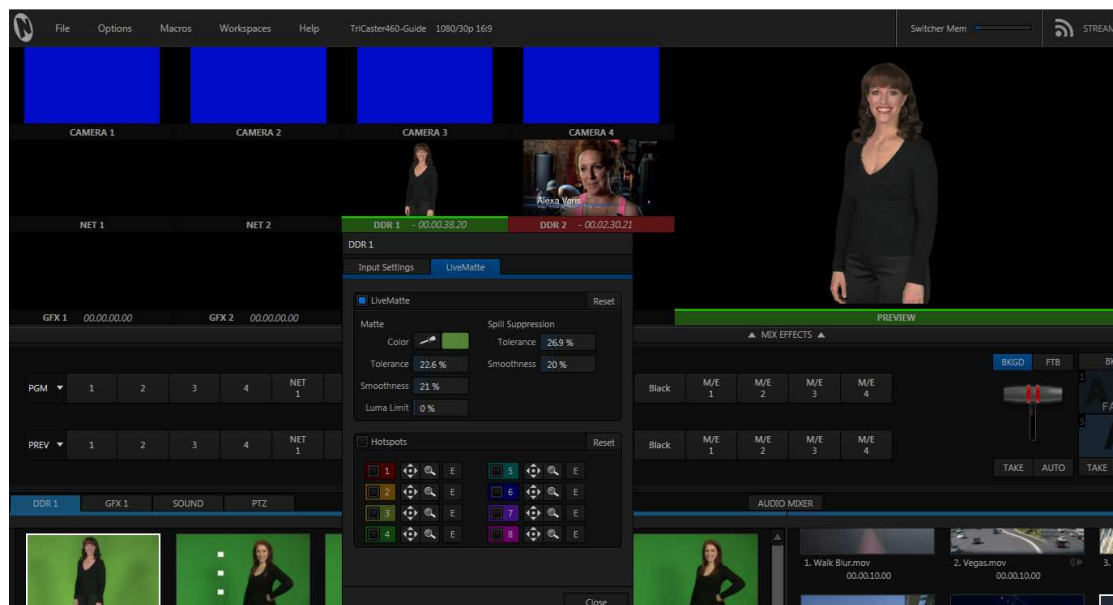 N File Options Macros Workspaces Help TriCaster460-Guide 1080/30p 16:9 Switcher Mem STREAM
CAMERA 1 CAMERA 2 CAMERA 3 CAMERA 4
Alexa Varis
NET 1 NET 2 DDR 1 - 00.00.38.20 DDR 2 - 00.02.30.21
DDR 1
Input Settings LiveMatte
LiveMatte Reset
GFX 1 00.00.00.00 GFX 2 00.00.00.00 PREVIEW
Matte Spill Suppression
MIX EFFECTS
Color Tolerance 26.9 %
Tolerance 22.6 % Smoothness 20 %
BKGD FTB
Smoothness 21 %
Luma Limit 0 %
PGM 1 2 3 4 NET 1 Black M/E 1 M/E 2 M/E 3 M/E 4
Hotspots Reset
PREV 1 2 3 4 NET 1 Black M/E 1 M/E 2 M/E 3 M/E 4
TAKE AUTO TAKE
1 E 5 E
2 E 6 E
3 E 7 E
4 E 8 E
DDR 1 GFX 1 SOUND PTZ AUDIO MIXER
1. Walk Blur.mov 2. Vegas.mov 3.
00.00.10.00 00.00.10.00
Close